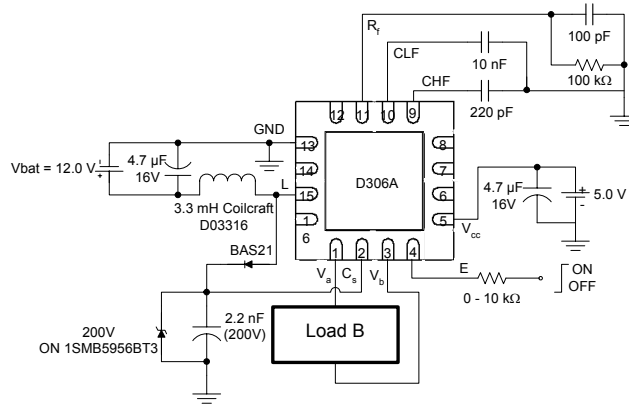 Rf
100 pF
CLF
10 nF
100 kΩ
CHF
220 pF
GND
12
11
10
9
13
14
15
1
6
8
7
6
5
1
2
3
4
D306A
Vbat = 12.0 V
4.7 µF
16V
L
3.3 mH Coilcraft
D03316
BAS21
4.7 µF
16V
+
-
5.0 V
Vcc
Va
Cs
Vb
E
0 - 10 kΩ
ON
OFF
200V
ON 1SMB5956BT3
2.2 nF
(200V)
Load B